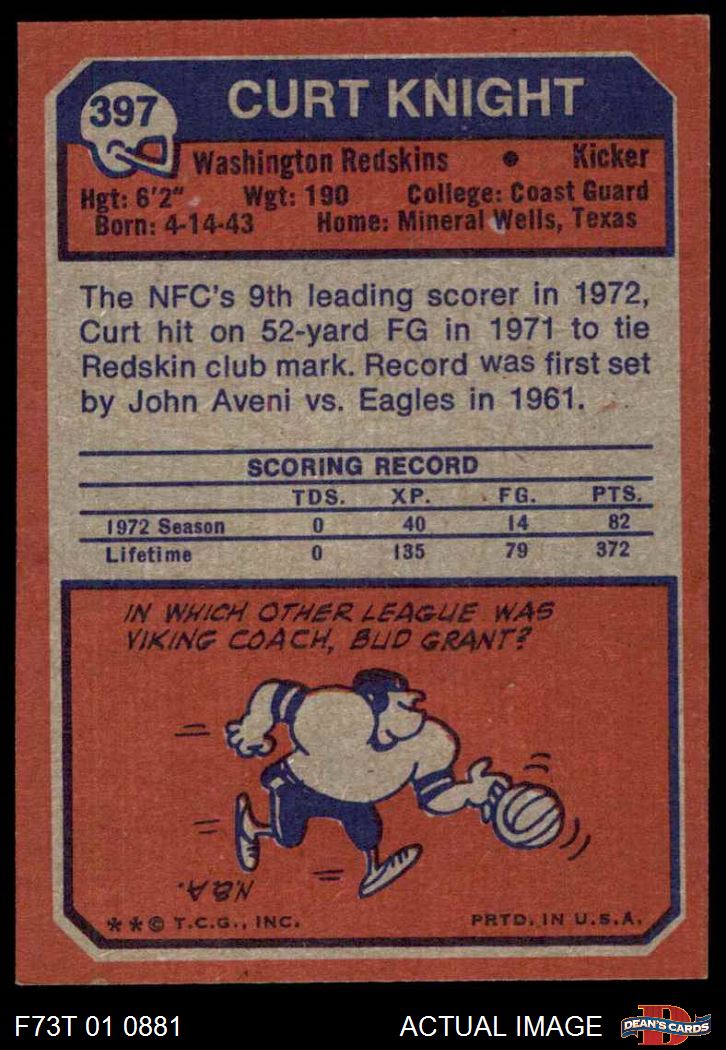 397
CURT KNIGHT
Washington Redskins • Kicker
Hgt: 6'2" Wgt: 190 College: Coast Guard
Born: 4-14-43 Home: Mineral Wells, Texas
The NFC's 9th leading scorer in 1972,
Curt hit on 52-yard FG in 1971 to tie
Redskin club mark. Record was first set
by John Aveni vs. Eagles in 1961.
SCORING RECORD
TDS. XP. FG. PTS.
1972 Season 0 40 14 82
Lifetime 0 135 79 372
IN WHICH OTHER LEAGUE WAS
VIKING COACH, BUD GRANT?
N.B.A.
**© T.C.G., INC. PRTD. IN U.S.A.
F73T 01 0881 ACTUAL IMAGE
D
DEAN'S CARDS